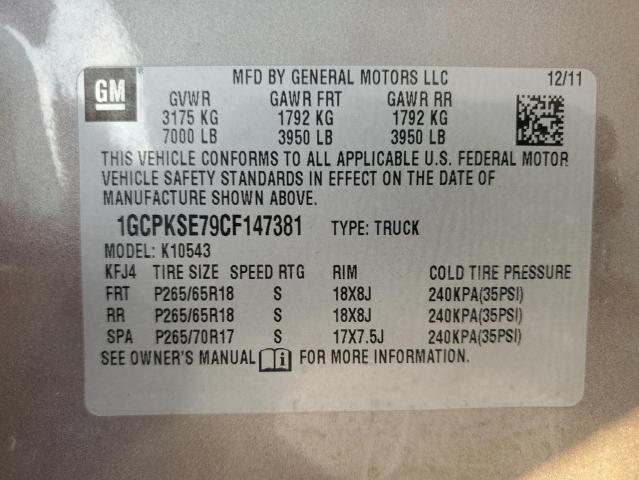 GM
MFD BY GENERAL MOTORS LLC 12/11
GVWR GAWR FRT GAWR RR
3175 KG 1792 KG 1792 KG
7000 LB 3950 LB 3950 LB
THIS VEHICLE CONFORMS TO ALL APPLICABLE U.S. FEDERAL MOTOR
VEHICLE SAFETY STANDARDS IN EFFECT ON THE DATE OF
MANUFACTURE SHOWN ABOVE.
1GCPKSE79CF147381 TYPE: TRUCK
MODEL: K10543
KFJ4 TIRE SIZE SPEED RTG RIM COLD TIRE PRESSURE
FRT P265/65R18 S 18X8J 240KPA(35PSI)
RR P265/65R18 S 18X8J 240KPA(35PSI)
SPA P265/70R17 S 17X7.5J 240KPA(35PSI)
SEE OWNER'S MANUAL FOR MORE INFORMATION.